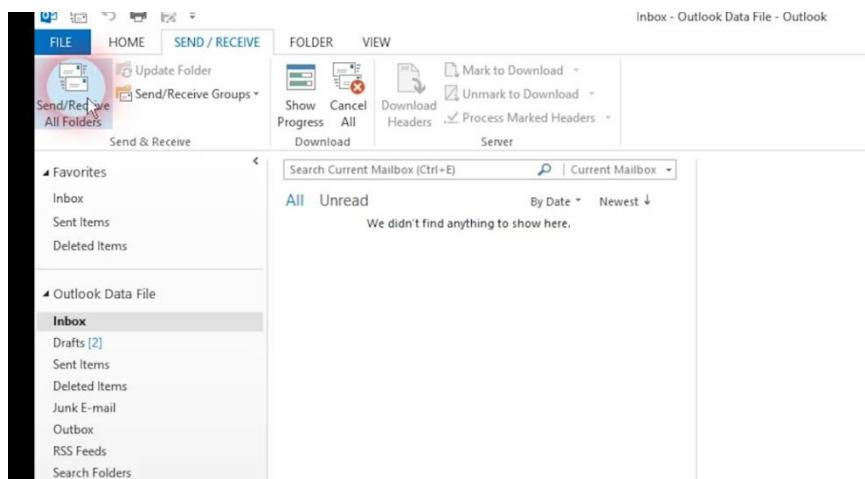 Inbox - Outlook Data File - Outlook
FILE HOME SEND / RECEIVE FOLDER VIEW
Send/Receive All Folders
Update Folder
Send/Receive Groups
Send & Receive
Show Progress
Cancel All
Download
Download Headers
Mark to Download
Unmark to Download
Process Marked Headers
Server
Favorites
Inbox
Sent Items
Deleted Items
Outlook Data File
Inbox
Drafts [2]
Sent Items
Deleted Items
Junk E-mail
Outbox
RSS Feeds
Search Folders
Search Current Mailbox (Ctrl+E) Current Mailbox
All Unread By Date Newest
We didn't find anything to show here.